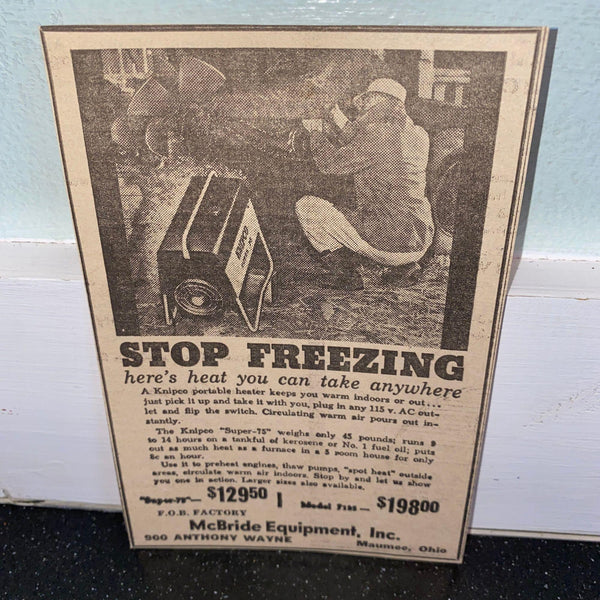 KNIPCO
STOP FREEZING
here's heat you can take anywhere
A Knipco portable heater keeps you warm indoors or out...
just pick it up and take it with you, plug in any 115 v. AC out-
let and flip the switch. Circulating warm air pours out in-
stantly.
The Knipco "Super-75" weighs only 45 pounds; runs 9
to 14 hours on a tankful of kerosene or No. 1 fuel oil; puts
out as much heat as a furnace in a 5 room house for only
8c an hour.
Use it to preheat engines, thaw pumps, "spot heat" outside
areas, circulate warm air indoors. Stop by and let us show
you one in action. Larger sizes also available.
"Super-75"— $12950 | Model F185— $19800
F.O.B. FACTORY
McBride Equipment, Inc.
900 ANTHONY WAYNE Maumee, Ohio